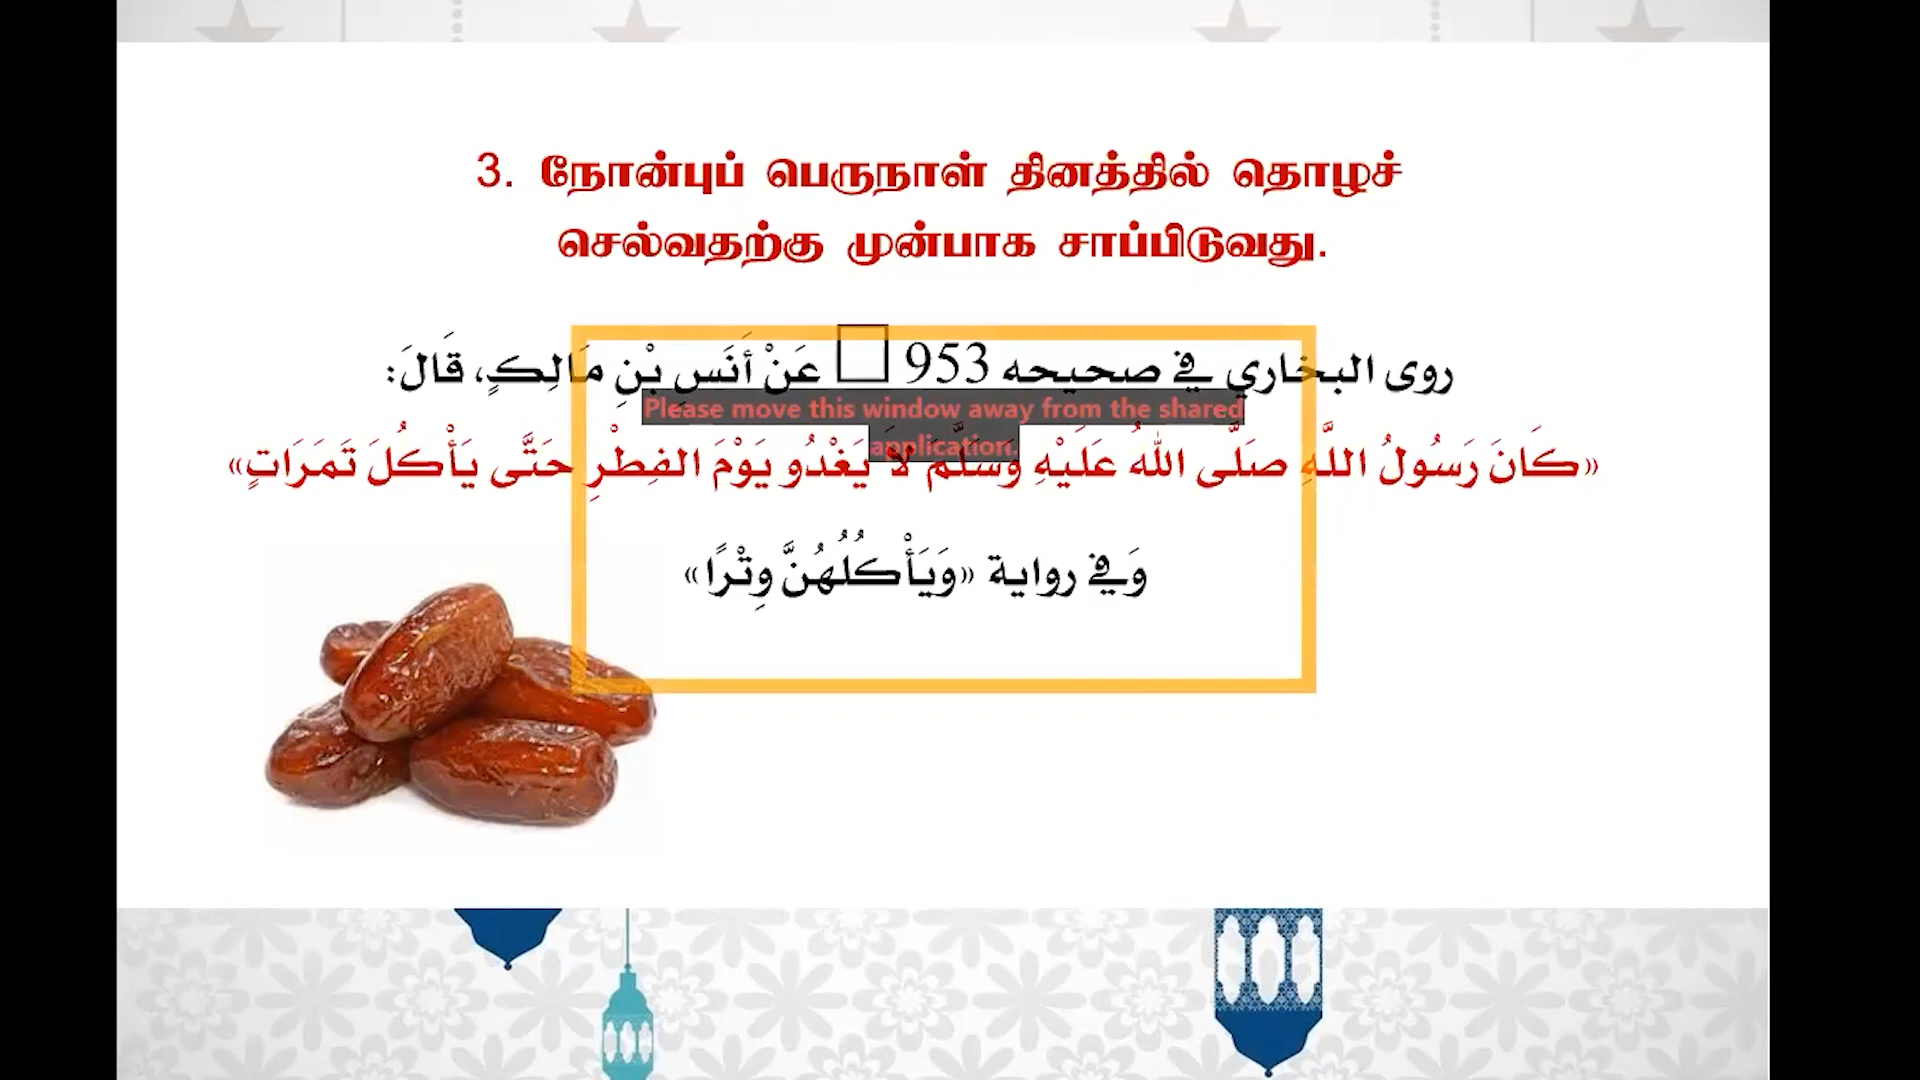 3. நோன்புப் பெருநாள் தினத்தில் தொழச்
செல்வதற்கு முன்பாக சாப்பிடுவது.
روى البخاري في صحيحه 953 □ عَنْ أَنَسِ بْنِ مَالِكٍ، قَالَ:
Please move this window away from the shared
application.
«كَانَ رَسُولُ اللَّهِ صَلَّى اللهُ عَلَيْهِ وَسَلَّمَ لاَ يَغْدُو يَوْمَ الفِطْرِ حَتَّى يَأْكُلَ تَمَرَاتٍ»
وَفي رواية «وَيَأْكُلُهُنَّ وِتْرًا»